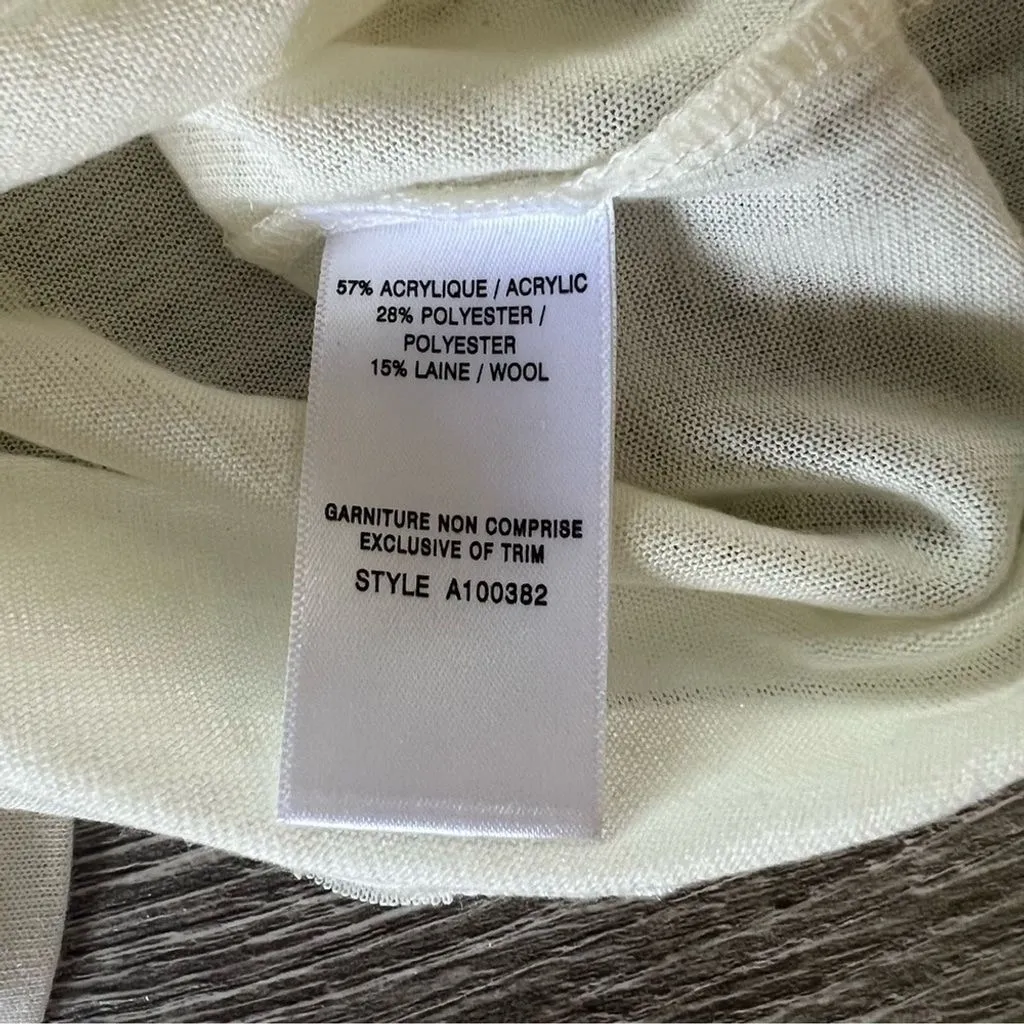 57% ACRYLIQUE / ACRYLIC
28% POLYESTER /
POLYESTER
15% LAINE / WOOL
GARNITURE NON COMPRISE
EXCLUSIVE OF TRIM
STYLE A100382